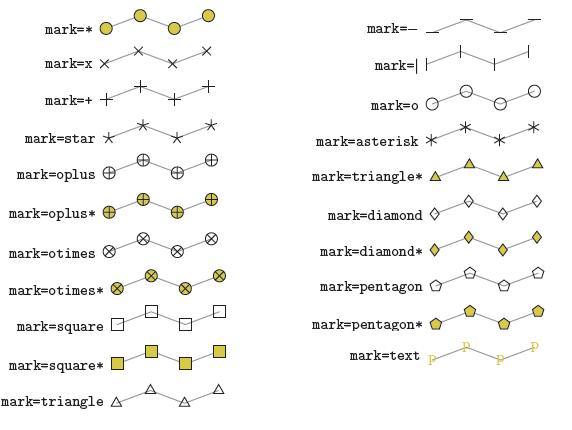 mark=*
mark=x
mark=+
mark=star
mark=oplus
mark=oplus*
mark=otimes
mark=otimes*
mark=square
mark=square*
mark=triangle
mark=–
mark=|
mark=o
mark=asterisk
mark=triangle*
mark=diamond
mark=diamond*
mark=pentagon
mark=pentagon*
mark=text p p p p